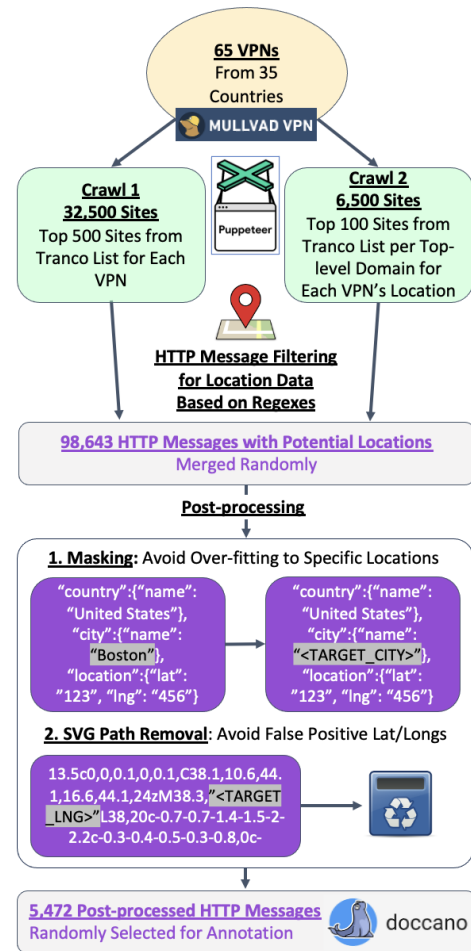 65 VPNs
From 35
Countries
MULLVAD VPN
Crawl 1
32,500 Sites
Top 500 Sites from
Tranco List for Each
VPN
Puppeteer
Crawl 2
6,500 Sites
Top 100 Sites from
Tranco List per Top-
level Domain for
Each VPN's Location
HTTP Message Filtering
for Location Data
Based on Regexes
98,643 HTTP Messages with Potential Locations
Merged Randomly
Post-processing
1. Masking: Avoid Over-fitting to Specific Locations
"country":{"name":
"United States"},
"city":{"name":
"Boston"},
"location":{"lat":
"123", "lng": "456"}
"country":{"name":
"United States"},
"city":{"name":
"<TARGET_CITY>"},
"location":{"lat":
"123", "lng": "456"}
2. SVG Path Removal: Avoid False Positive Lat/Longs
13.5c0,0,0.1,0,0.1,C38.1,10.6,44.
1,16.6,44.1,24zM38.3,"<TARGET
_LNG>"L38,20c-0.7-0.7-1.4-1.5-2-
2.2c-0.3-0.4-0.5-0.3-0.8,0c-
5,472 Post-processed HTTP Messages
Randomly Selected for Annotation
doccano